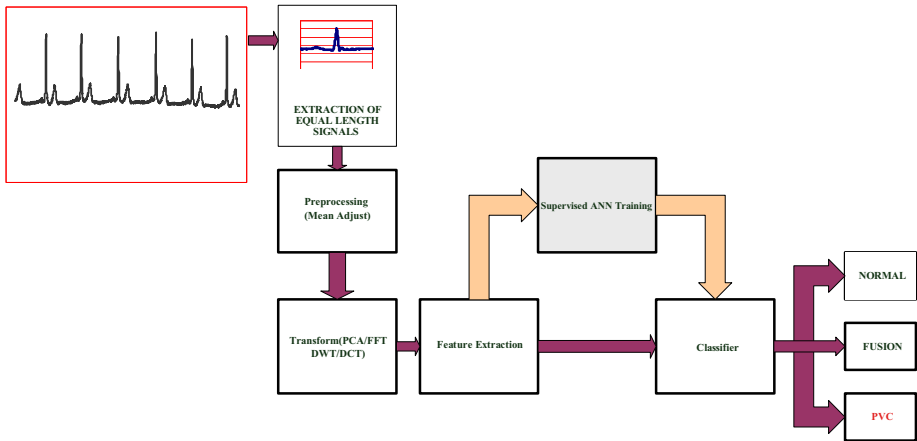 EXTRACTION OF
EQUAL LENGTH
SIGNALS
Preprocessing
(Mean Adjust)
Supervised ANN Training
Transform(PCA/FFT
DWT/DCT)
Feature Extraction
Classifier
NORMAL
FUSION
PVC